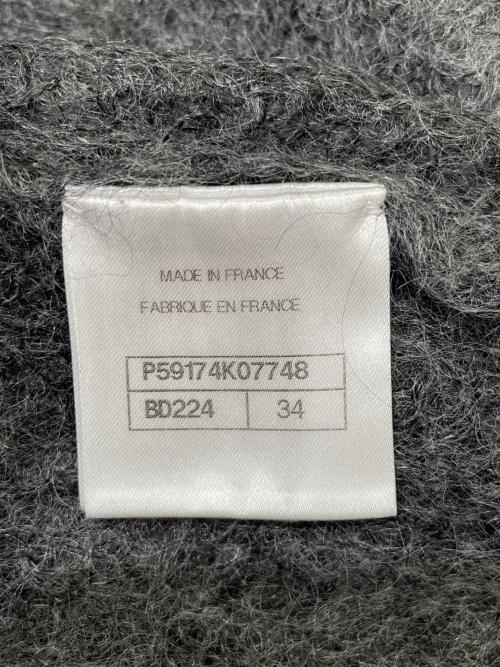 MADE IN FRANCE
FABRIQUE EN FRANCE
P59174K07748
BD224 34